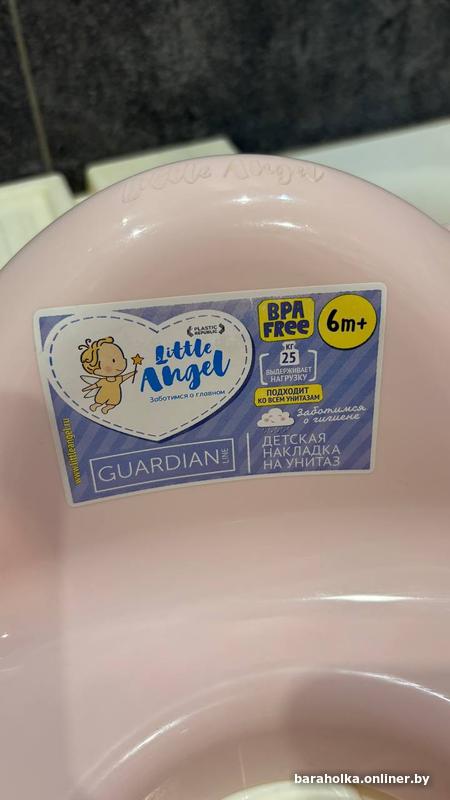 Little Angel
PLASTIC REPUBLIC
Little
Angel
Заботимся о главном
www.littleangel.ru
GUARDIAN LINE
BPA
FRee
6m+
КГ
25
ВЫДЕРЖИВАЕТ
НАГРУЗКУ
ПОДХОДИТ
КО ВСЕМ УНИТАЗАМ
Заботимся
о гигиене
ДЕТСКАЯ
НАКЛАДКА
НА УНИТАЗ
baraholka.onliner.by